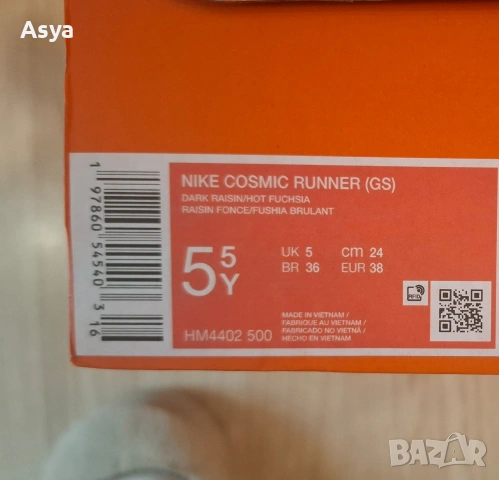 Asya
NIKE COSMIC RUNNER (GS)
DARK RAISIN/HOT FUCHSIA
RAISIN FONCE/FUSHIA BRULANT
5 5 Y
UK 5 cm 24
BR 36 EUR 38
RFID
MADE IN VIETNAM /
FABRIQUE AU VIETNAM /
FABRICADO NO VIETNÃ /
HECHO EN VIETNAM
HM4402 500
1 97860 54540 3 16
BAZAR